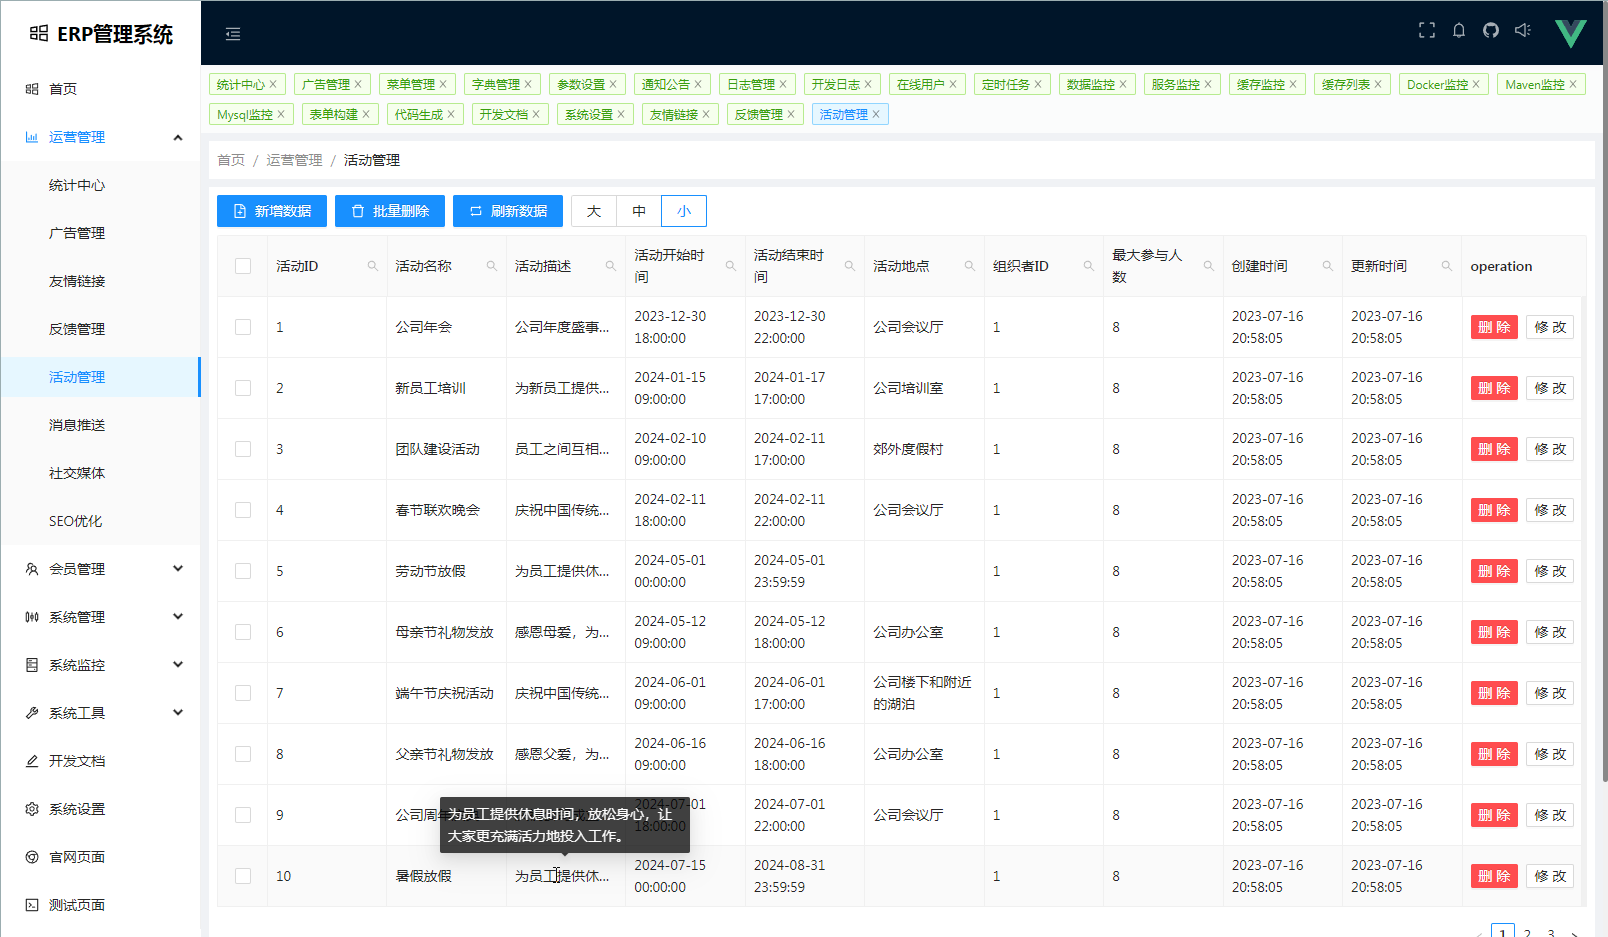 ERP管理系统
首页
运营管理
统计中心
广告管理
友情链接
反馈管理
活动管理
消息推送
社交媒体
SEO优化
会员管理
系统管理
系统监控
系统工具
开发文档
系统设置
官网页面
测试页面
统计中心 广告管理 菜单管理 字典管理 参数设置 通知公告 日志管理 开发日志 在线用户 定时任务 数据监控 服务监控 缓存监控 缓存列表 Docker监控 Maven监控
Mysql监控 表单构建 代码生成 开发文档 系统设置 友情链接 反馈管理 活动管理
首页 / 运营管理 / 活动管理
新增数据 批量删除 刷新数据 大 中 小
活动ID 活动名称 活动描述 活动开始时间 活动结束时间 活动地点 组织者ID 最大参与人数 创建时间 更新时间 operation
1 公司年会 公司年度盛事... 2023-12-30 18:00:00 2023-12-30 22:00:00 公司会议厅 1 8 2023-07-16 20:58:05 2023-07-16 20:58:05 删 除 修 改
2 新员工培训 为新员工提供... 2024-01-15 09:00:00 2024-01-17 17:00:00 公司培训室 1 8 2023-07-16 20:58:05 2023-07-16 20:58:05 删 除 修 改
3 团队建设活动 员工之间互相... 2024-02-10 09:00:00 2024-02-11 17:00:00 郊外度假村 1 8 2023-07-16 20:58:05 2023-07-16 20:58:05 删 除 修 改
4 春节联欢晚会 庆祝中国传统... 2024-02-11 18:00:00 2024-02-11 22:00:00 公司会议厅 1 8 2023-07-16 20:58:05 2023-07-16 20:58:05 删 除 修 改
5 劳动节放假 为员工提供休... 2024-05-01 00:00:00 2024-05-01 23:59:59 1 8 2023-07-16 20:58:05 2023-07-16 20:58:05 删 除 修 改
6 母亲节礼物发放 感恩母爱，为... 2024-05-12 09:00:00 2024-05-12 18:00:00 公司办公室 1 8 2023-07-16 20:58:05 2023-07-16 20:58:05 删 除 修 改
7 端午节庆祝活动 庆祝中国传统... 2024-06-01 09:00:00 2024-06-01 17:00:00 公司楼下和附近的湖泊 1 8 2023-07-16 20:58:05 2023-07-16 20:58:05 删 除 修 改
8 父亲节礼物发放 感恩父爱，为... 2024-06-16 09:00:00 2024-06-16 18:00:00 公司办公室 1 8 2023-07-16 20:58:05 2023-07-16 20:58:05 删 除 修 改
9 公司周年 2024-07-01 18:00:00 2024-07-01 22:00:00 公司会议厅 1 8 2023-07-16 20:58:05 2023-07-16 20:58:05 删 除 修 改
为员工提供休息时间，放松身心，让
大家更充满活力地投入工作。
10 暑假放假 为员工提供休... 2024-07-15 00:00:00 2024-08-31 23:59:59 1 8 2023-07-16 20:58:05 2023-07-16 20:58:05 删 除 修 改
1 2 3